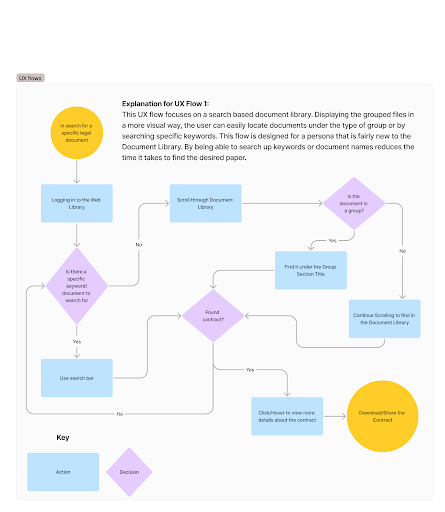 UX flows
Explanation for UX Flow 1:
This UX flow focuses on a search based document library. Displaying the grouped files in
a more visual way, the user can easily locate documents under the type of group or by
searching specific keywords. This flow is designed for a persona that is fairly new to the
Document Library. By being able to search up keywords or document names reduces the
time it takes to find the desired paper.
In search for a
specific legal
document
Logging in to the Web
Library
Scroll through Document
Library
Is the
document in
a group?
No
Yes
No
Is there a
specific
keyword/
document to
search for
Find it under the Group
Section Title
Found
contract?
Continue Scrolling to find in
the Document Library
Yes
Use search bar
Yes
No
Click/Hover to view more
details about the contract
Download/Share the
Contract
Key
Action
Decision